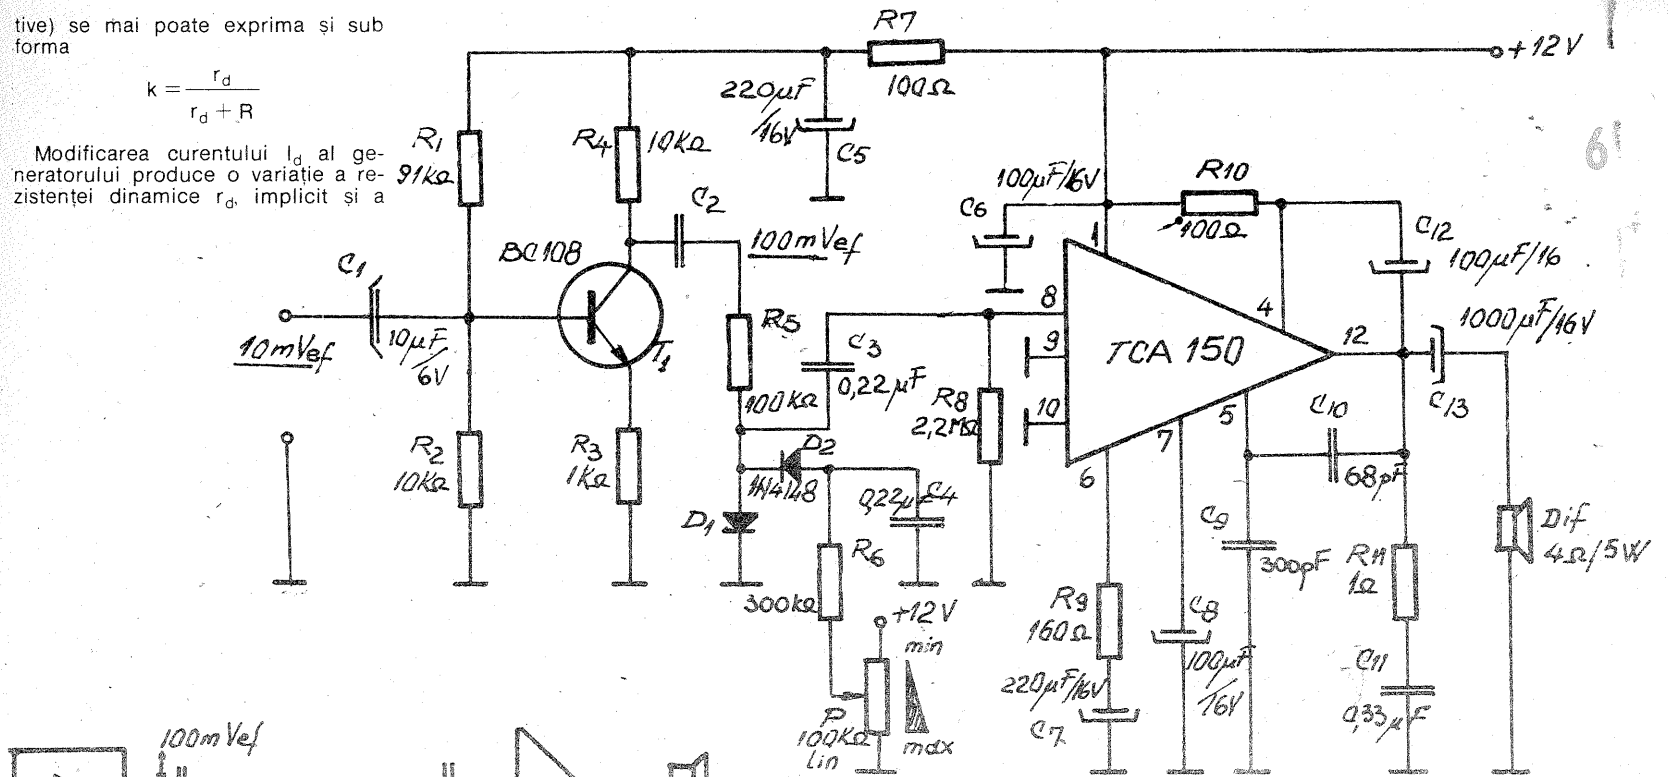 tive) se mai poate exprima și sub
forma
k = r_d / (r_d + R)
Modificarea curentului I_d al ge-
neratorului produce o variație a re-
zistenței dinamice r_d, implicit și a
R7
100Ω
+12V
220µF
/16V
C5
R1
91kΩ
R4
10KΩ
C2
100mVef
BC108
T1
C1
10µF
/6V
10mVef
R2
10KΩ
R3
1KΩ
R5
100KΩ
C3
0,22µF
D2
1N4148
D1
0,22µF
C4
R6
300KΩ
+12V
min
P
100KΩ
Lin
max
R8
2,2MΩ
100µF/16V
C6
R10
100Ω
C12
100µF/16
1000µF/16V
C13
1
4
8
9
10
12
5
7
6
TCA 150
C10
68pF
C9
300pF
R11
1Ω
C11
0,33µF
Dif
4Ω/5W
R9
160Ω
220µF/16V
C7
C8
100µF
/16V
100mVef